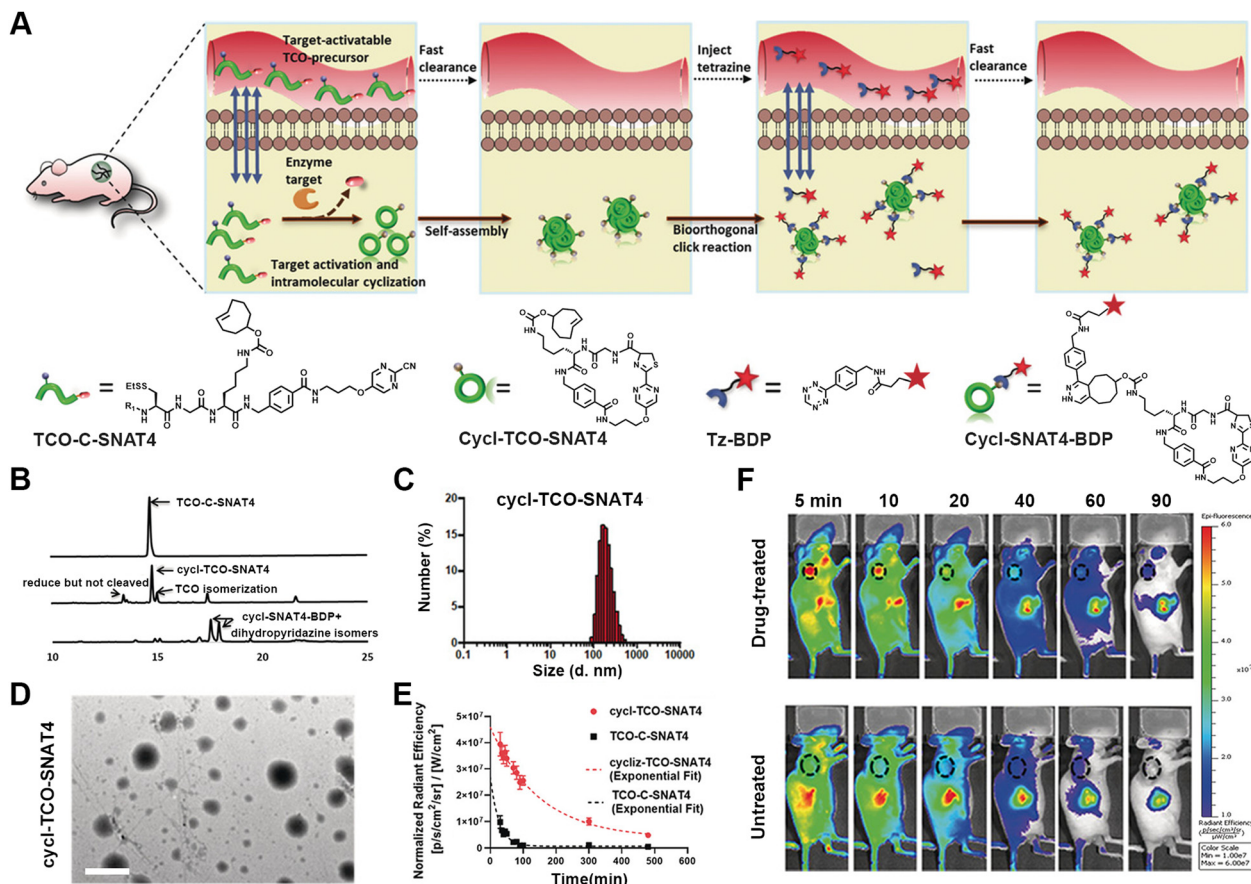 A
Target-activatable
TCO-precursor
Fast
clearance
Inject
tetrazine
Fast
clearance
Enzyme
target
Self-assembly
Bioorthogonal
click reaction
Target activation and
intramolecular cyclization
TCO-C-SNAT4
Cycl-TCO-SNAT4
Tz-BDP
Cycl-SNAT4-BDP
B
TCO-C-SNAT4
cycl-TCO-SNAT4
reduce but not cleaved
TCO isomerization
cycl-SNAT4-BDP+
dihydropyridazine isomers
10 15 20 25
C
cycl-TCO-SNAT4
Number (%)
20
15
10
5
0
0.1 1 10 100 1000 10000
Size (d. nm)
D
cycl-TCO-SNAT4
E
Normalized Radiant Efficiency
[p/s/cm²/sr] / [W/cm²]
5×10⁷
4×10⁷
3×10⁷
2×10⁷
1×10⁷
0
0 100 200 300 400 500 600
Time(min)
cycl-TCO-SNAT4
TCO-C-SNAT4
cycliz-TCO-SNAT4
(Exponential Fit)
TCO-C-SNAT4
(Exponential Fit)
F
5 min 10 20 40 60 90
Drug-treated
Untreated
Epi-fluorescence
6.0
5.0
4.0
3.0
2.0
1.0
Radiant Efficiency
Color Scale
Min = 1.00e7
Max = 6.00e7